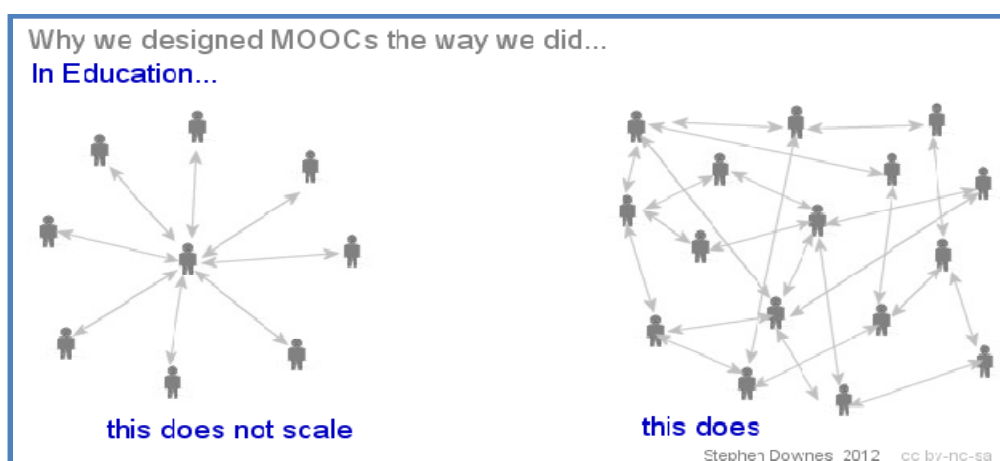 Why we designed MOOCs the way we did...
In Education...
this does not scale
this does
Stephen Downes 2012 cc by-nc-sa